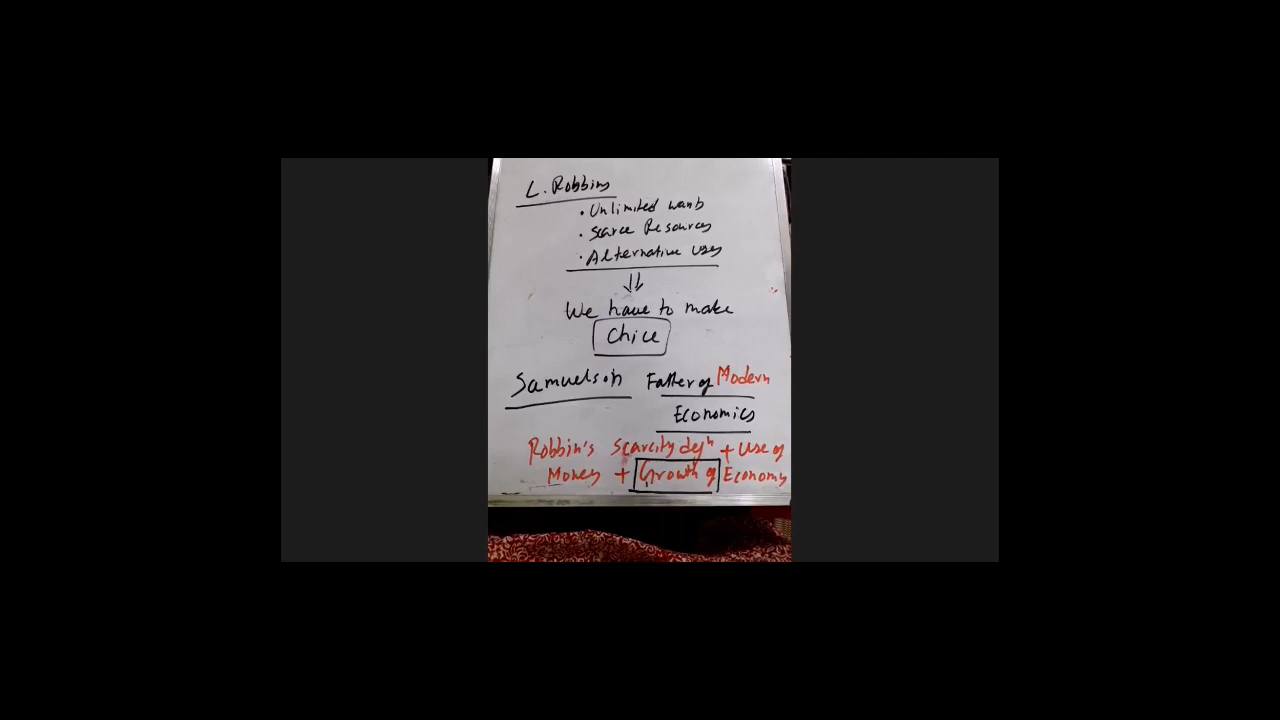 L. Robbins
• Unlimited wants
• Scarce Resources
• Alternative uses
⇓
We have to make
Chice
Samuelson Father of Modern
Economics
Robbin's Scarcity defn + Use of
Money + Growth of Economy